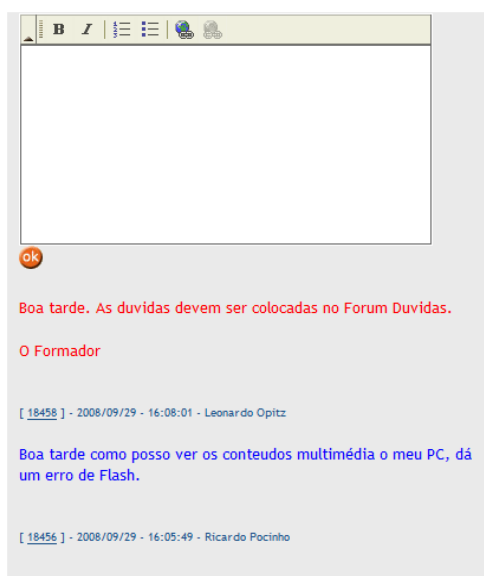 B I
ok
Boa tarde. As duvidas devem ser colocadas no Forum Duvidas.
O Formador
[ 18458 ] - 2008/09/29 - 16:08:01 - Leonardo Opitz
Boa tarde como posso ver os conteudos multimédia o meu PC, dá
um erro de Flash.
[ 18456 ] - 2008/09/29 - 16:05:49 - Ricardo Pocinho